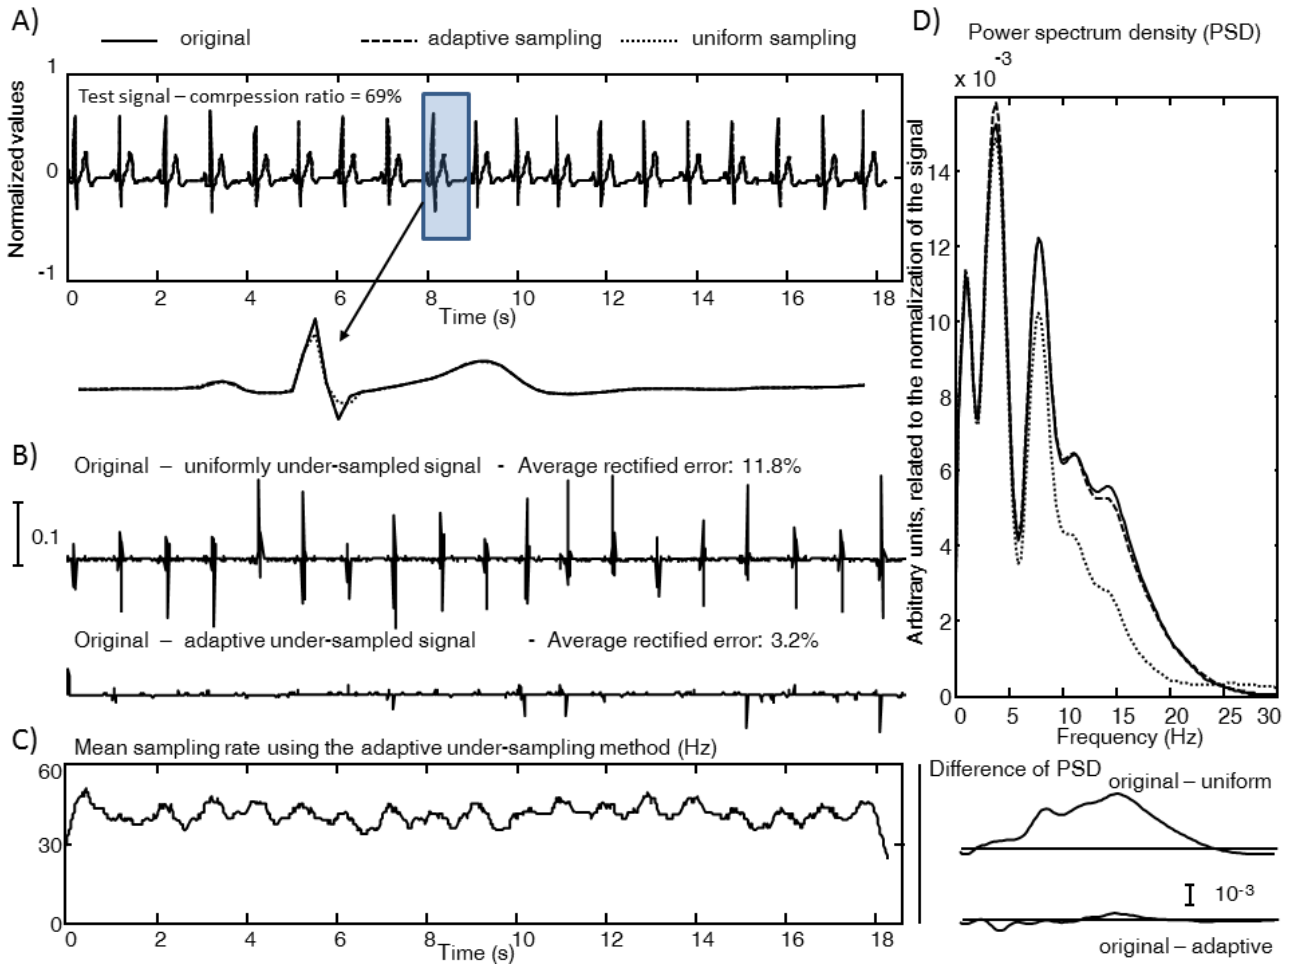 A)
original
adaptive sampling
uniform sampling
Normalized values
1
0
-1
Test signal – comrpession ratio = 69%
0 2 4 6 8 10 12 14 16 18
Time (s)
B)
Original – uniformly under-sampled signal - Average rectified error: 11.8%
0.1
Original – adaptive under-sampled signal - Average rectified error: 3.2%
C)
Mean sampling rate using the adaptive under-sampling method (Hz)
60
30
0
0 2 4 6 8 10 12 14 16 18
Time (s)
D)
Power spectrum density (PSD)
x 10 -3
Arbitrary units, related to the normalization of the signal
14
12
10
8
6
4
2
0
0 5 10 15 20 25 30
Frequency (Hz)
Difference of PSD
original – uniform
10-3
original – adaptive